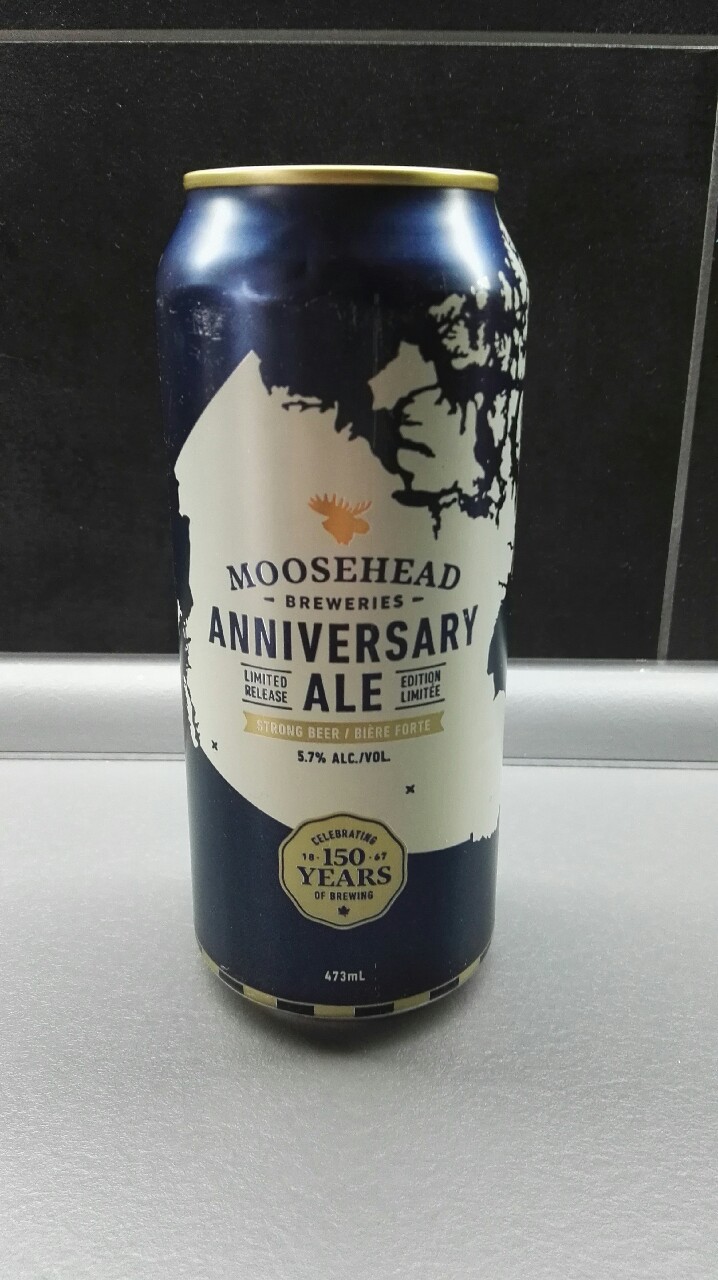 MOOSEHEAD
- BREWERIES -
ANNIVERSARY
LIMITED RELEASE ALE EDITION LIMITÉE
STRONG BEER / BIÈRE FORTE
5.7% ALC./VOL.
CELEBRATING
18 - 150 - 67
YEARS
OF BREWING
473mL